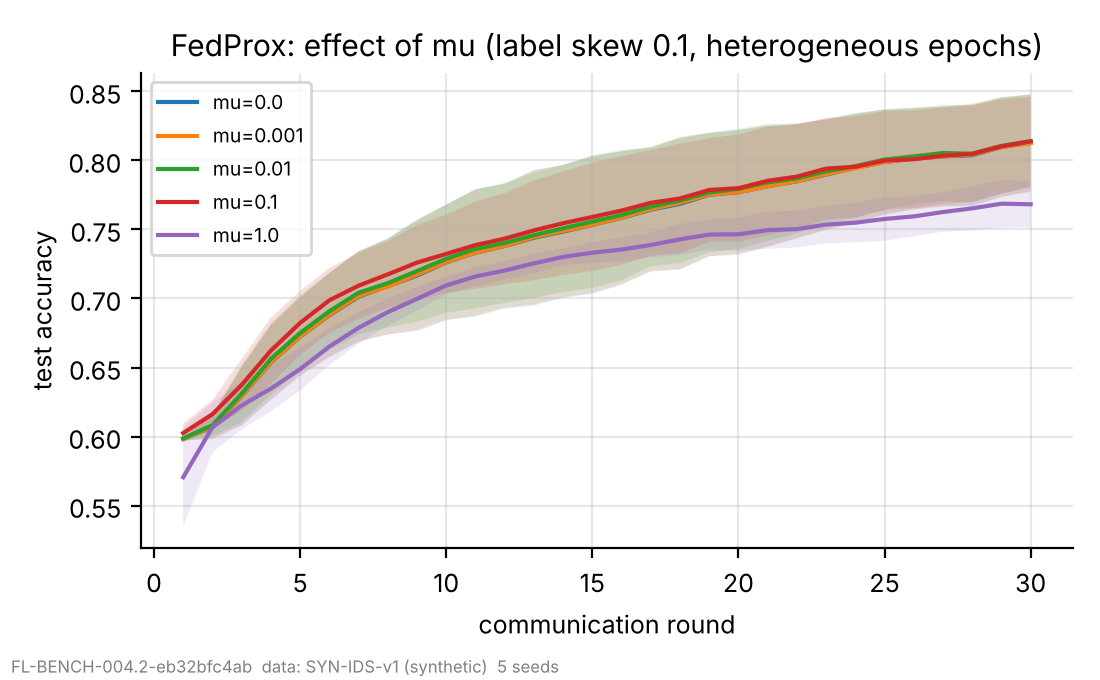 FedProx: effect of mu (label skew 0.1, heterogeneous epochs)
0.85
0.80
0.75
0.70
0.65
0.60
0.55
test accuracy
mu=0.0
mu=0.001
mu=0.01
mu=0.1
mu=1.0
0 5 10 15 20 25 30
communication round
FL-BENCH-004.2-eb32bfc4ab data: SYN-IDS-v1 (synthetic) 5 seeds